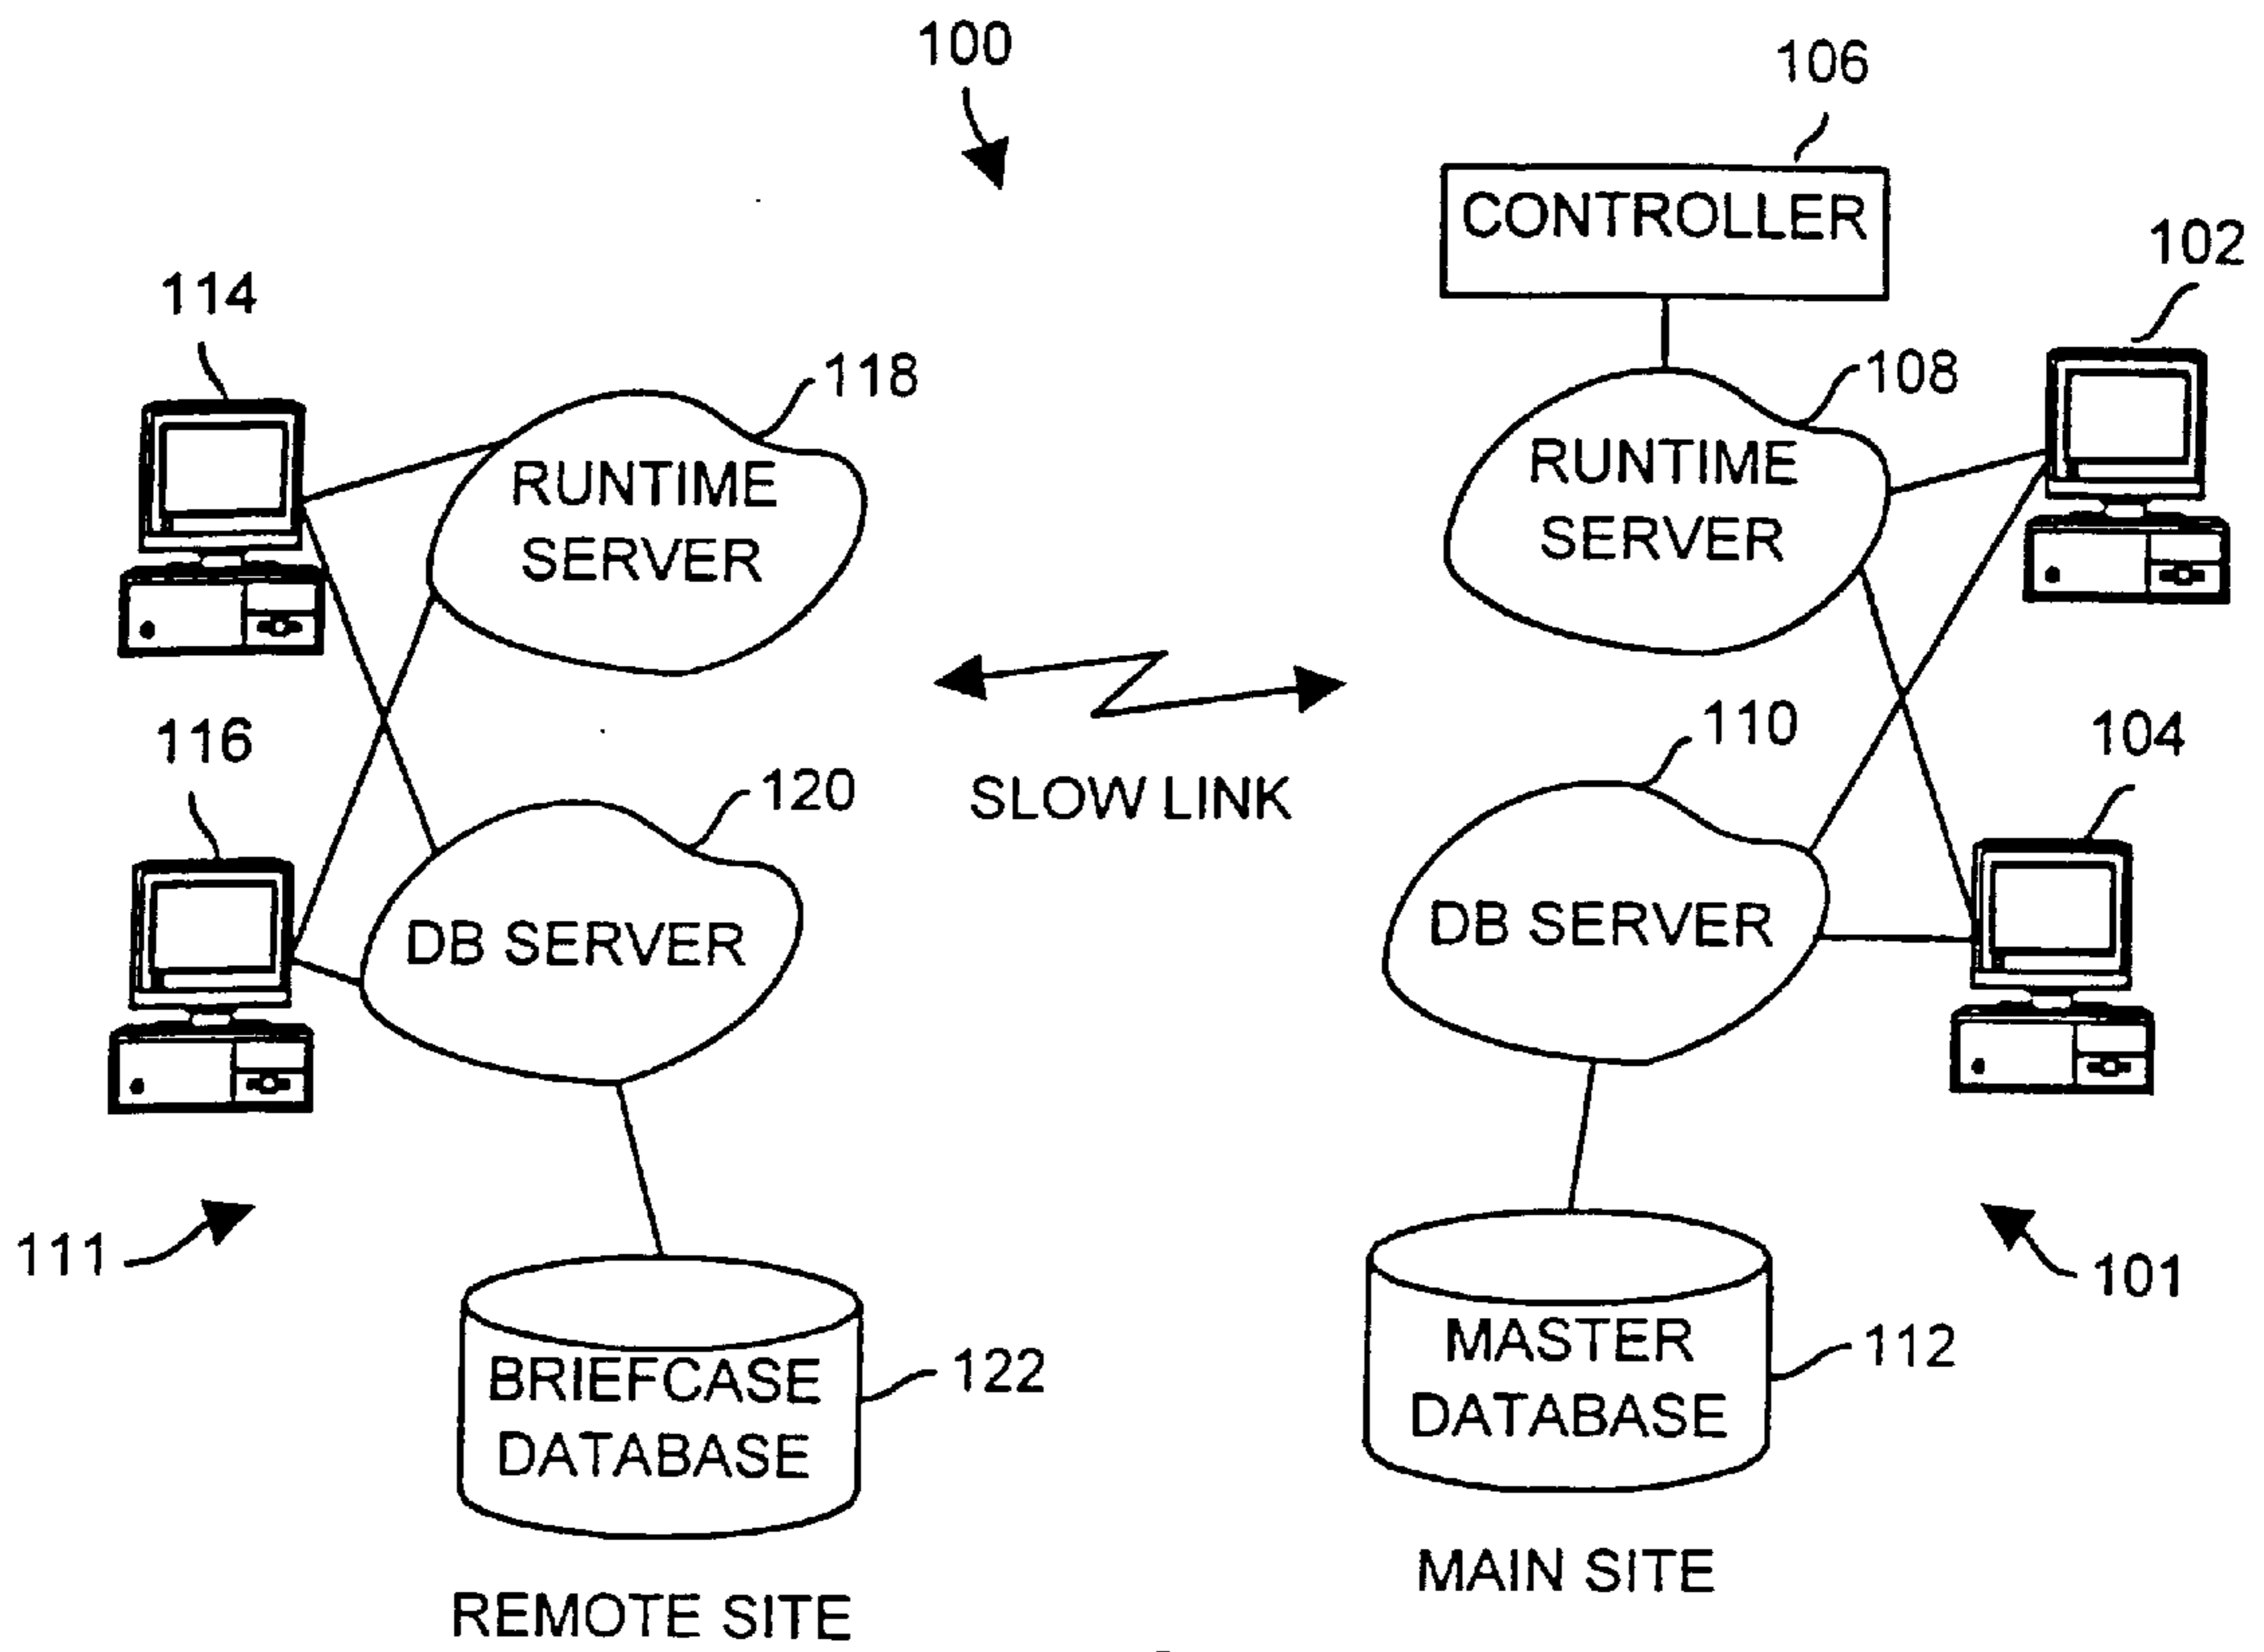 100
106
CONTROLLER
102
114
118
108
RUNTIME
SERVER
RUNTIME
SERVER
116
120
SLOW LINK
110
104
DB SERVER
DB SERVER
111
101
BRIEFCASE
DATABASE
122
MASTER
DATABASE
112
REMOTE SITE
MAIN SITE